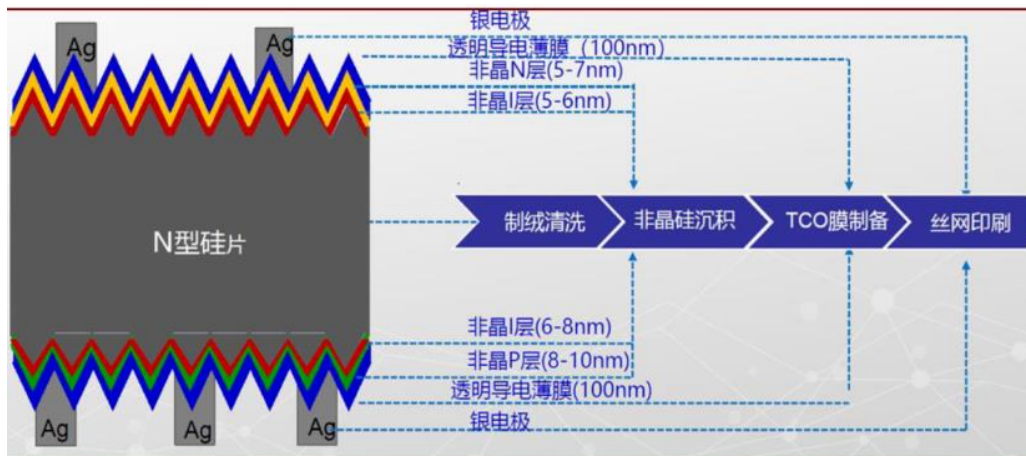 Ag
Ag
银电极
透明导电薄膜（100nm）
非晶N层(5-7nm)
非晶I层(5-6nm)
N型硅片
制绒清洗
非晶硅沉积
TCO膜制备
丝网印刷
非晶I层(6-8nm)
非晶P层(8-10nm)
透明导电薄膜(100nm)
银电极
Ag
Ag
Ag